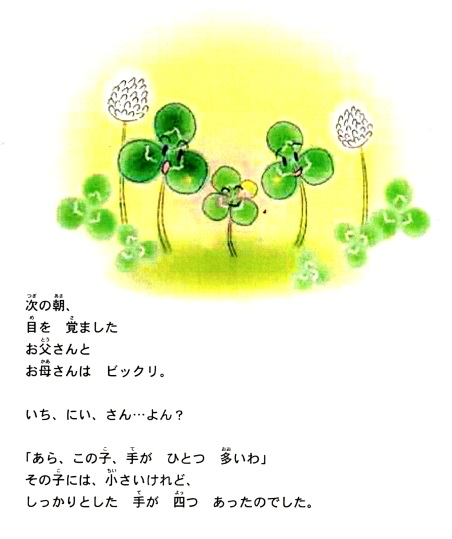 次の朝、
目を　覚ました
お父さんと
お母さんは　ビックリ。
いち、にい、さん…よん？
「あら、この子、手が　ひとつ　多いわ」
その子には、小さいけれど、
しっかりとした　手が　四つ　あったのでした。